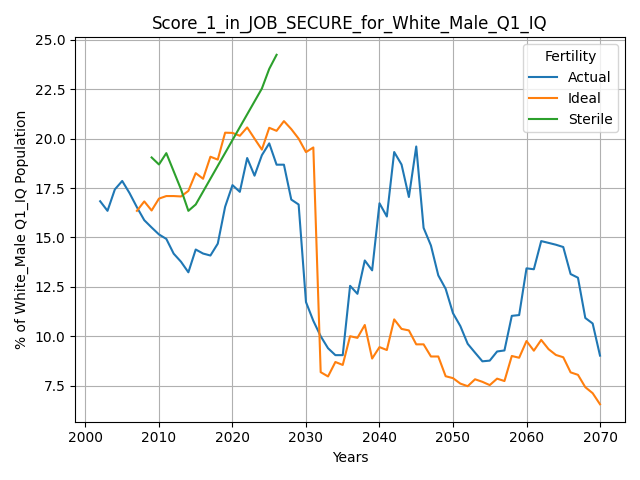 Score_1_in_JOB_SECURE_for_White_Male_Q1_IQ
% of White_Male Q1_IQ Population
25.0
22.5
20.0
17.5
15.0
12.5
10.0
7.5
Fertility
Actual
Ideal
Sterile
2000 2010 2020 2030 2040 2050 2060 2070
Years